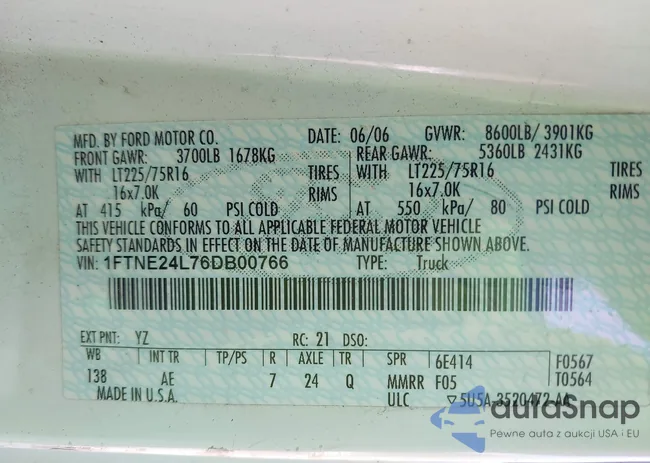 MFD. BY FORD MOTOR CO. DATE: 06/06 GVWR: 8600LB/ 3901KG
FRONT GAWR: 3700LB 1678KG REAR GAWR: 5360LB 2431KG
WITH LT225/75R16 TIRES WITH LT225/75R16 TIRES
16x7.0K RIMS 16x7.0K RIMS
AT 415 kPa/ 60 PSI COLD AT 550 kPa/ 80 PSI COLD
THIS VEHICLE CONFORMS TO ALL APPLICABLE FEDERAL MOTOR VEHICLE
SAFETY STANDARDS IN EFFECT ON THE DATE OF MANUFACTURE SHOWN ABOVE.
VIN: 1FTNE24L76DB00766 TYPE: Truck
EXT PNT: YZ RC: 21 DSO:
WB INT TR TP/PS R AXLE TR SPR 6E414 F0567
138 AE 7 24 Q MMRR F05 T0564
MADE IN U.S.A. ULC ▽5U5A-3520472-AA
autaSnap
Pewne auta z aukcji USA i EU